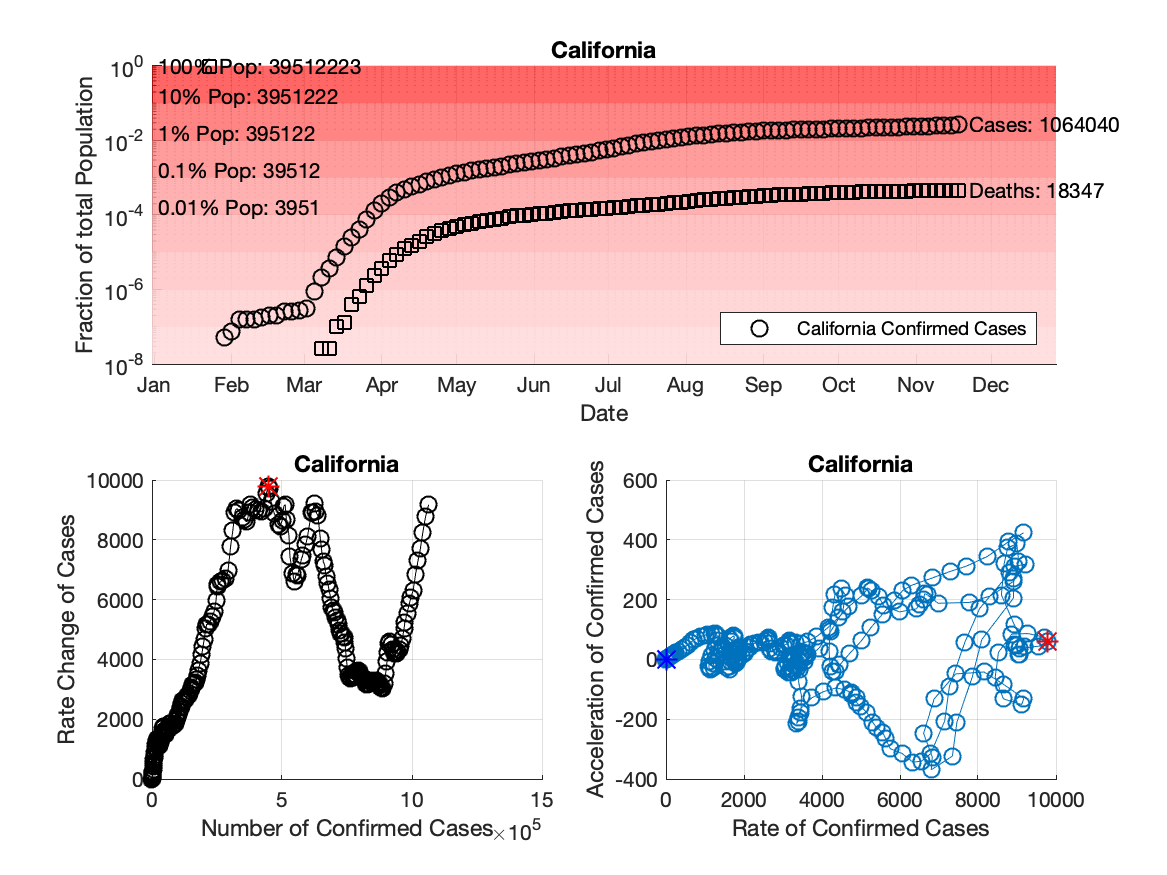 California
10^0
100% Pop: 39512223
10% Pop: 3951222
10^-2
1% Pop: 395122
Cases: 1064040
0.1% Pop: 39512
Deaths: 18347
10^-4
0.01% Pop: 3951
10^-6
California Confirmed Cases
10^-8
Fraction of total Population
Jan Feb Mar Apr May Jun Jul Aug Sep Oct Nov Dec
Date
California
10000
8000
6000
4000
2000
0
Rate Change of Cases
0 5 10 15
Number of Confirmed Cases ×10^5
California
600
400
200
0
-200
-400
Acceleration of Confirmed Cases
0 2000 4000 6000 8000 10000
Rate of Confirmed Cases